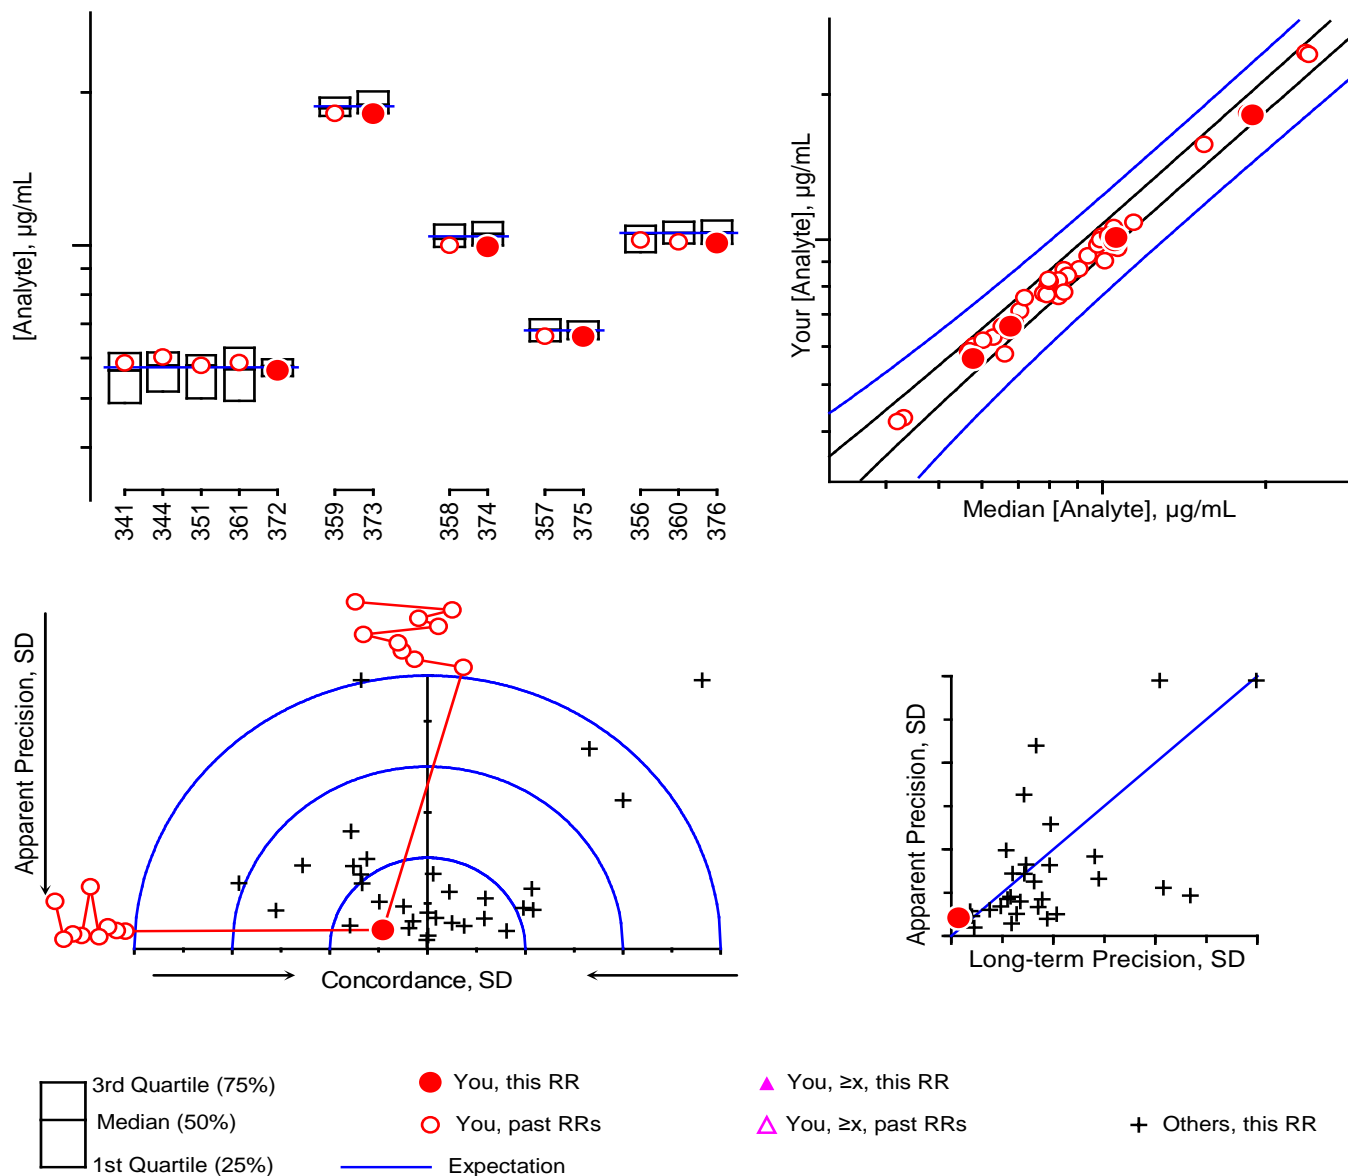 [Analyte], µg/mL
341
344
351
361
372
359
373
358
374
357
375
356
360
376
Your [Analyte], µg/mL
Median [Analyte], µg/mL
Apparent Precision, SD
Concordance, SD
Apparent Precision, SD
Long-term Precision, SD
3rd Quartile (75%)
Median (50%)
1st Quartile (25%)
You, this RR
You, past RRs
Expectation
You, ≥x, this RR
You, ≥x, past RRs
Others, this RR